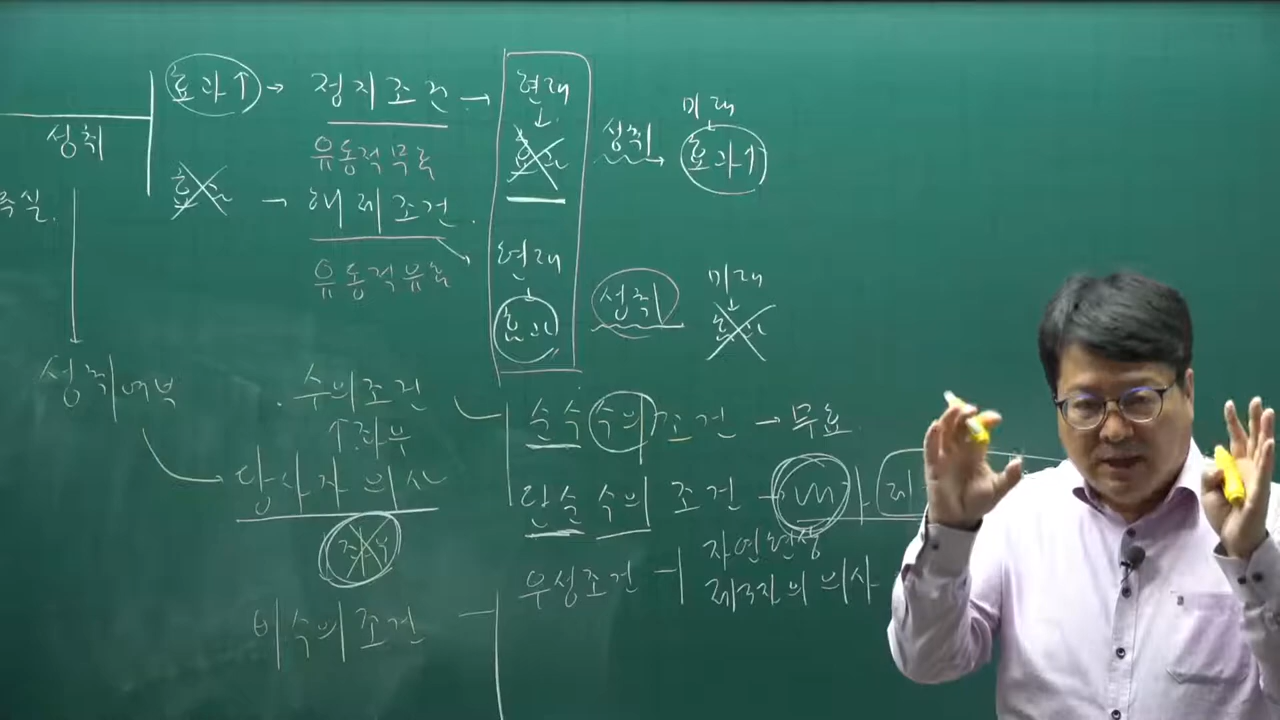 효과↑ → 정지조건 → 현재
성취
유동적무효
효과
성취
미래
효과↑
효과 → 해제조건
유동적유효
현재
효과
성취
미래
효과
성취여부
수의조건
↑좌우
순수수의조건 → 무효
당사자 의사
단순수의 조건
비수의조건
우성조건
자연현상
제3자의 의사